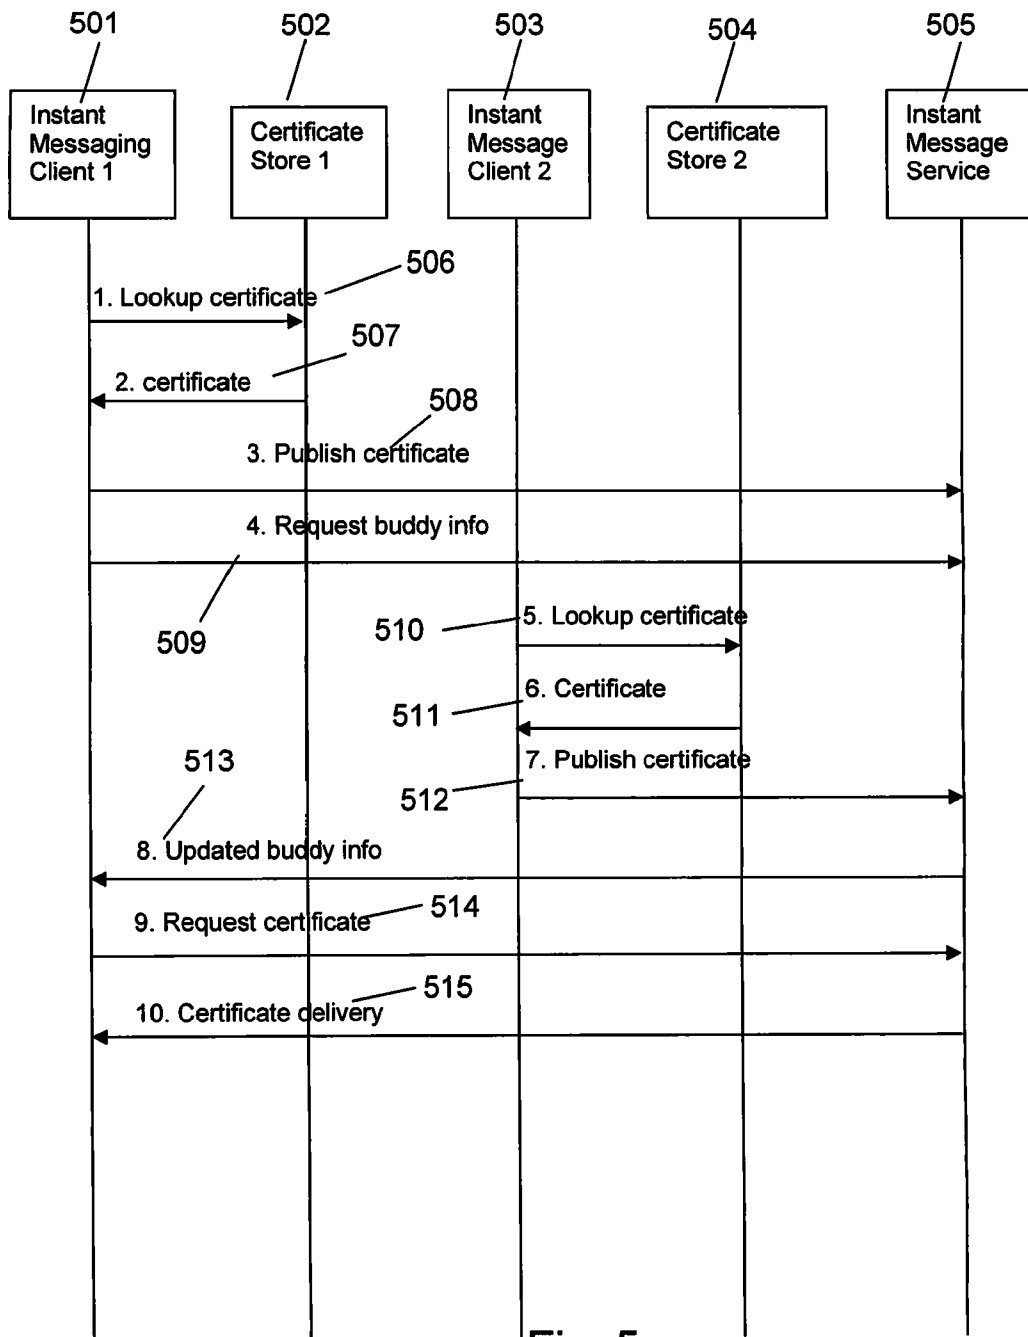 501
502
503
504
505
Instant
Messaging
Client 1
Certificate
Store 1
Instant
Message
Client 2
Certificate
Store 2
Instant
Message
Service
506
1. Lookup certificate
507
2. certificate
508
3. Publish certificate
4. Request buddy info
509
510
5. Lookup certificate
6. Certificate
511
7. Publish certificate
512
513
8. Updated buddy info
514
9. Request certificate
515
10. Certificate delivery
Fig. 5